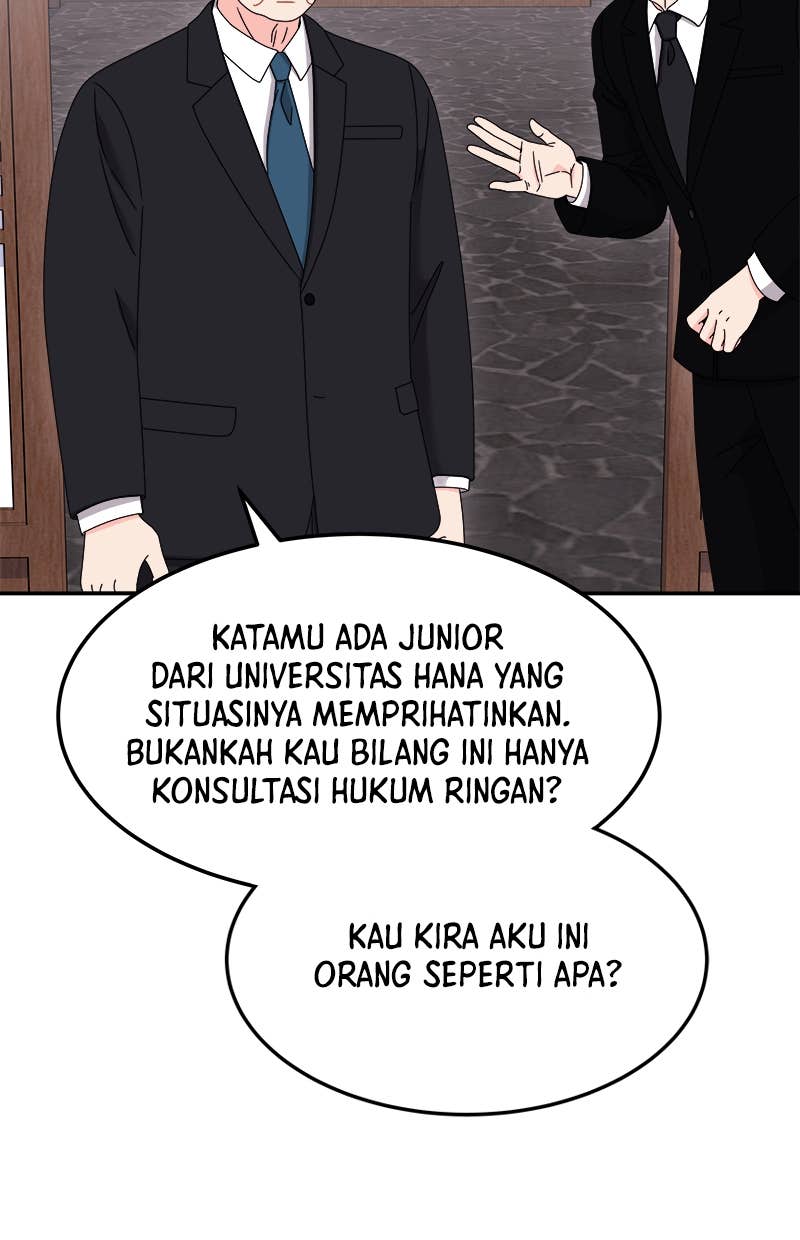 KATAMU ADA JUNIOR
DARI UNIVERSITAS HANA YANG
SITUASINYA MEMPRIHATINKAN.
BUKANKAH KAU BILANG INI HANYA
KONSULTASI HUKUM RINGAN?
KAU KIRA AKU INI
ORANG SEPERTI APA?